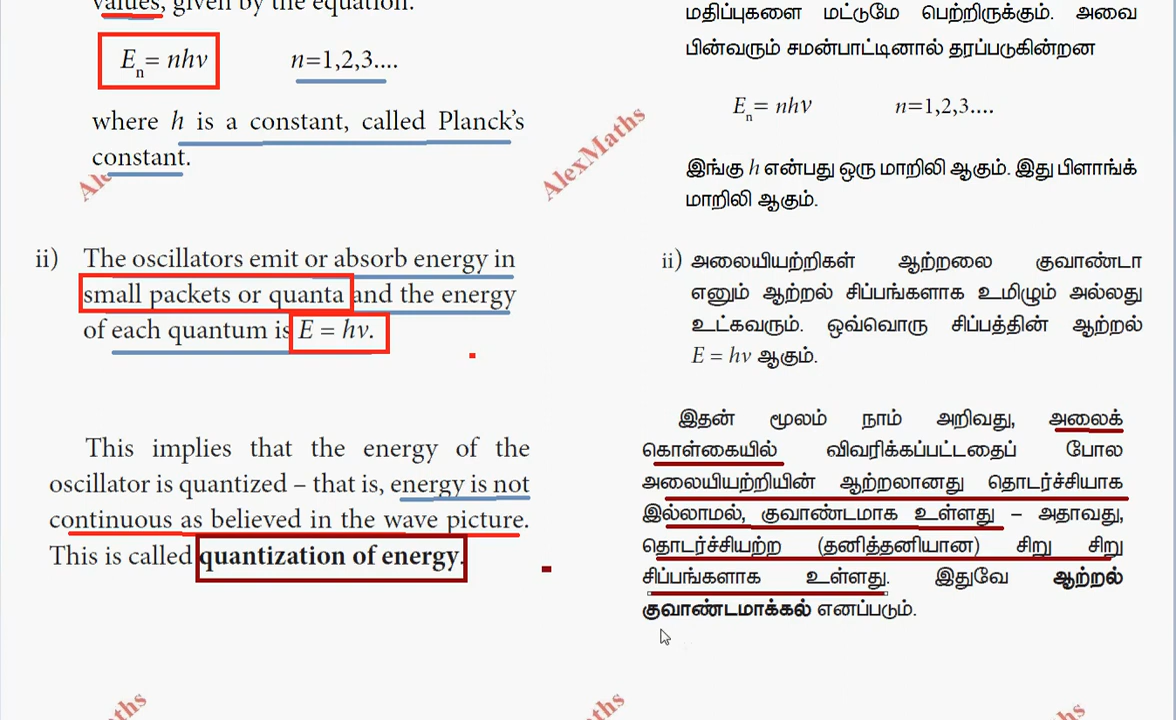 values, given by the equation.
En= nhν n=1,2,3....
where h is a constant, called Planck's
constant.
ii) The oscillators emit or absorb energy in
small packets or quanta and the energy
of each quantum is E = hν.
This implies that the energy of the
oscillator is quantized – that is, energy is not
continuous as believed in the wave picture.
This is called quantization of energy.
மதிப்புகளை மட்டுமே பெற்றிருக்கும். அவை
பின்வரும் சமன்பாட்டினால் தரப்படுகின்றன
En= nhν n=1,2,3....
இங்கு h என்பது ஒரு மாறிலி ஆகும். இது பிளாங்க்
மாறிலி ஆகும்.
ii) அலையியற்றிகள் ஆற்றலை குவாண்டா
எனும் ஆற்றல் சிப்பங்களாக உமிழும் அல்லது
உட்கவரும். ஒவ்வொரு சிப்பத்தின் ஆற்றல்
E = hν ஆகும்.
இதன் மூலம் நாம் அறிவது, அலைக்
கொள்கையில் விவரிக்கப்பட்டதைப் போல
அலையியற்றியின் ஆற்றலானது தொடர்ச்சியாக
இல்லாமல், குவாண்டமாக உள்ளது – அதாவது,
தொடர்ச்சியற்ற (தனித்தனியான) சிறு சிறு
சிப்பங்களாக உள்ளது. இதுவே ஆற்றல்
குவாண்டமாக்கல் எனப்படும்.
Ale
AlexMaths
ths
ths
ths